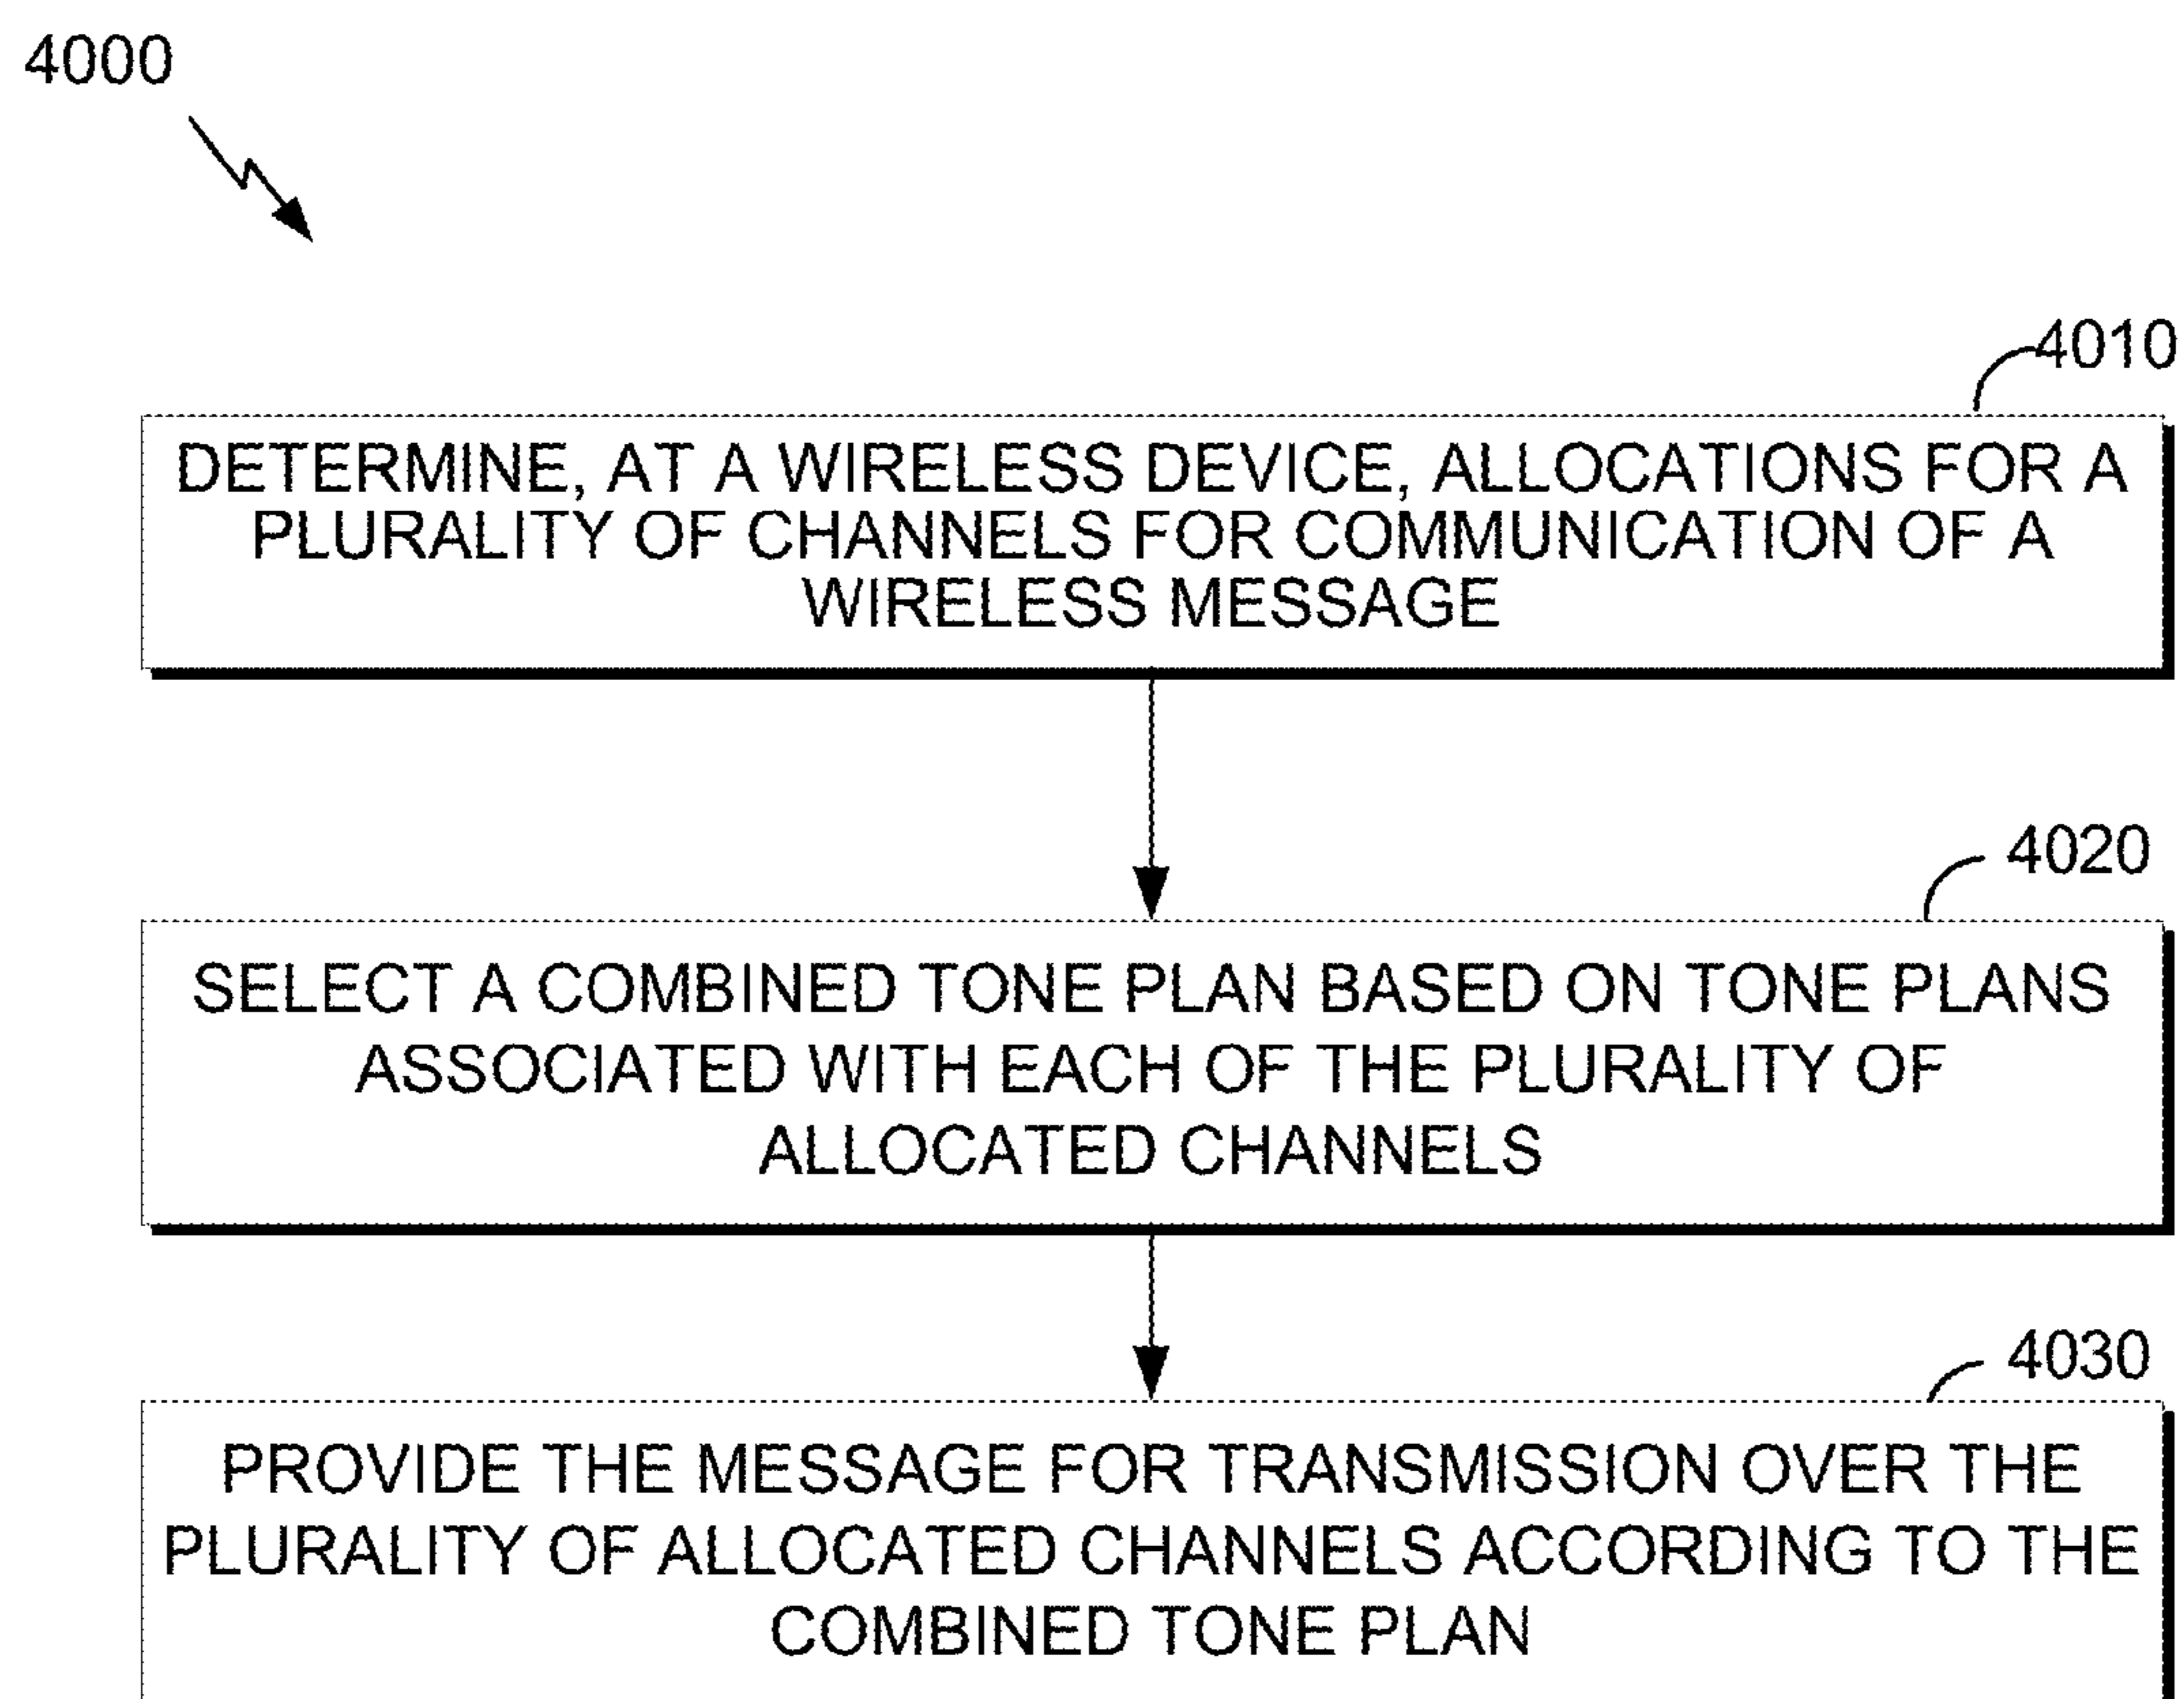 4000
4010
DETERMINE, AT A WIRELESS DEVICE, ALLOCATIONS FOR A
PLURALITY OF CHANNELS FOR COMMUNICATION OF A
WIRELESS MESSAGE
4020
SELECT A COMBINED TONE PLAN BASED ON TONE PLANS
ASSOCIATED WITH EACH OF THE PLURALITY OF
ALLOCATED CHANNELS
4030
PROVIDE THE MESSAGE FOR TRANSMISSION OVER THE
PLURALITY OF ALLOCATED CHANNELS ACCORDING TO THE
COMBINED TONE PLAN